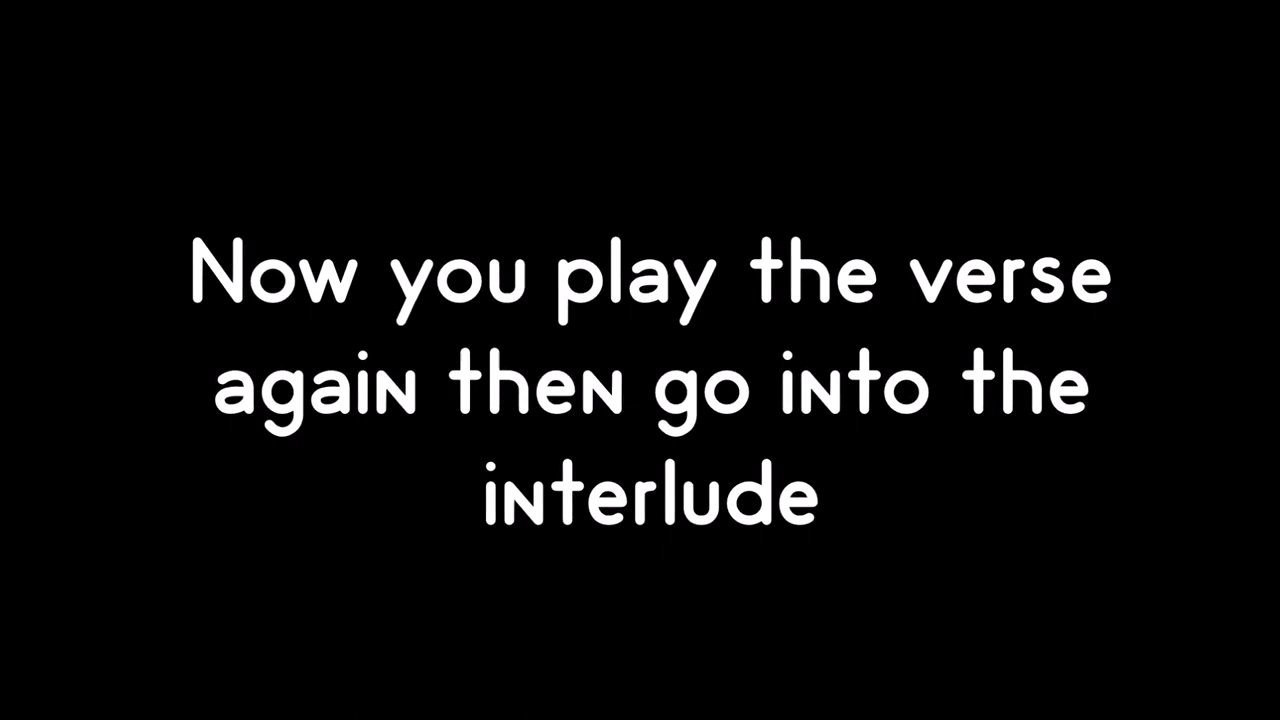 Now you play the verse
again then go into the
interlude